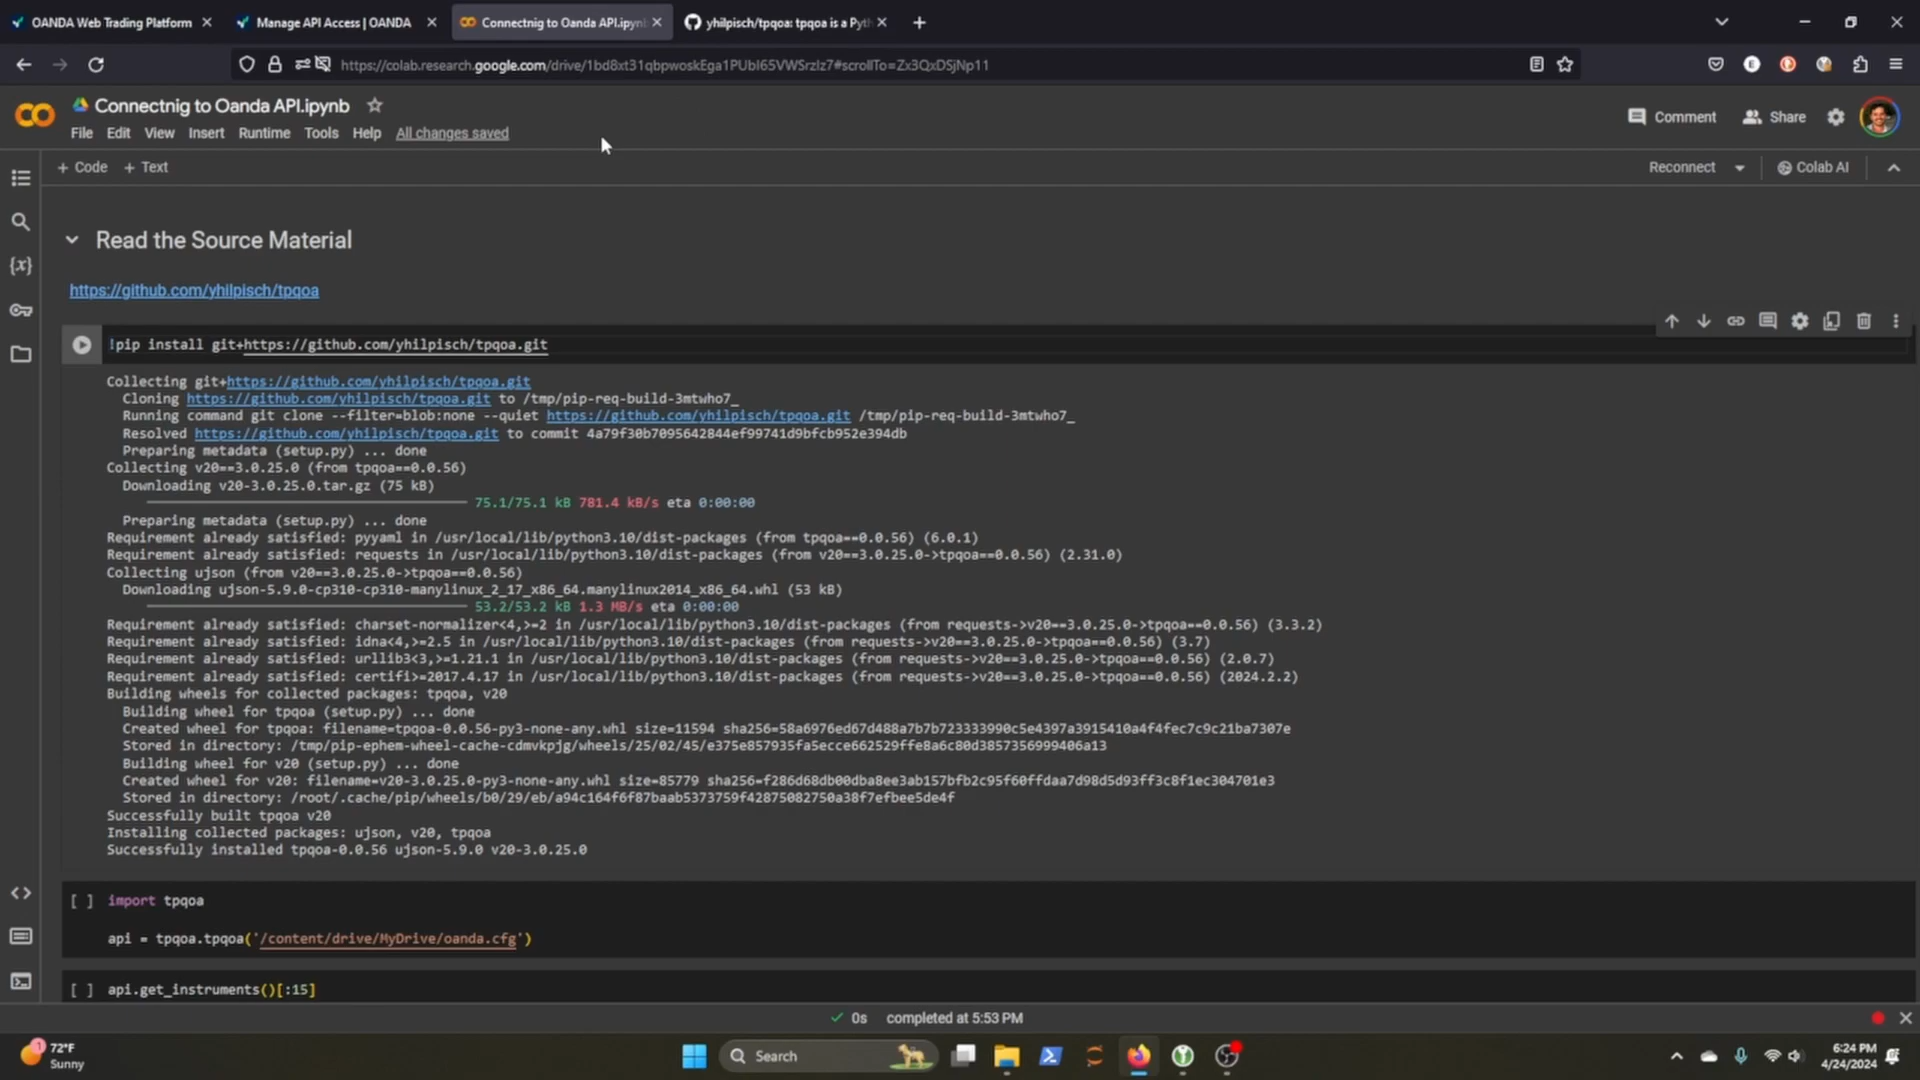 OANDA Web Trading Platform
Manage API Access | OANDA
Connectnig to Oanda API.ipyn
yhilpisch/tpqoa: tpqoa is a Pyth
https://colab.research.google.com/drive/1bd8xt31qbpwoskEga1PUbI65VWSrzlz7#scrollTo=Zx3QxDSjNp11
CO
Connectnig to Oanda API.ipynb
Comment
Share
File Edit View Insert Runtime Tools Help All changes saved
+ Code + Text
Reconnect
Colab AI
Read the Source Material
https://github.com/yhilpisch/tpqoa
!pip install git+https://github.com/yhilpisch/tpqoa.git
Collecting git+https://github.com/yhilpisch/tpqoa.git
Cloning https://github.com/yhilpisch/tpqoa.git to /tmp/pip-req-build-3mtwho7_
Running command git clone --filter=blob:none --quiet https://github.com/yhilpisch/tpqoa.git /tmp/pip-req-build-3mtwho7_
Resolved https://github.com/yhilpisch/tpqoa.git to commit 4a79f30b7095642844ef99741d9bfcb952e394db
Preparing metadata (setup.py) ... done
Collecting v20==3.0.25.0 (from tpqoa==0.0.56)
Downloading v20-3.0.25.0.tar.gz (75 kB)
75.1/75.1 kB 781.4 kB/s eta 0:00:00
Preparing metadata (setup.py) ... done
Requirement already satisfied: pyyaml in /usr/local/lib/python3.10/dist-packages (from tpqoa==0.0.56) (6.0.1)
Requirement already satisfied: requests in /usr/local/lib/python3.10/dist-packages (from v20==3.0.25.0->tpqoa==0.0.56) (2.31.0)
Collecting ujson (from v20==3.0.25.0->tpqoa==0.0.56)
Downloading ujson-5.9.0-cp310-cp310-manylinux_2_17_x86_64.manylinux2014_x86_64.whl (53 kB)
53.2/53.2 kB 1.3 MB/s eta 0:00:00
Requirement already satisfied: charset-normalizer<4,>=2 in /usr/local/lib/python3.10/dist-packages (from requests->v20==3.0.25.0->tpqoa==0.0.56) (3.3.2)
Requirement already satisfied: idna<4,>=2.5 in /usr/local/lib/python3.10/dist-packages (from requests->v20==3.0.25.0->tpqoa==0.0.56) (3.7)
Requirement already satisfied: urllib3<3,>=1.21.1 in /usr/local/lib/python3.10/dist-packages (from requests->v20==3.0.25.0->tpqoa==0.0.56) (2.0.7)
Requirement already satisfied: certifi>=2017.4.17 in /usr/local/lib/python3.10/dist-packages (from requests->v20==3.0.25.0->tpqoa==0.0.56) (2024.2.2)
Building wheels for collected packages: tpqoa, v20
Building wheel for tpqoa (setup.py) ... done
Created wheel for tpqoa: filename=tpqoa-0.0.56-py3-none-any.whl size=11594 sha256=58a6976ed67d488a7b7b723333990c5e4397a3915410a4f4fec7c9c21ba7307e
Stored in directory: /tmp/pip-ephem-wheel-cache-cdmvkpjg/wheels/25/02/45/e375e857935fa5ecce662529ffe8a6c80d3857356999406a13
Building wheel for v20 (setup.py) ... done
Created wheel for v20: filename=v20-3.0.25.0-py3-none-any.whl size=85779 sha256=f286d68db00dba8ee3ab157bfb2c95f60ffdaa7d98d5d93ff3c8f1ec304701e3
Stored in directory: /root/.cache/pip/wheels/b0/29/eb/a94c164f6f87baab5373759f42875082750a38f7efbee5de4f
Successfully built tpqoa v20
Installing collected packages: ujson, v20, tpqoa
Successfully installed tpqoa-0.0.56 ujson-5.9.0 v20-3.0.25.0
[ ] import tpqoa
api = tpqoa.tpqoa('/content/drive/MyDrive/oanda.cfg')
[ ] api.get_instruments()[:15]
0s completed at 5:53 PM
1
72°F
Sunny
Search
6:24 PM
4/24/2024